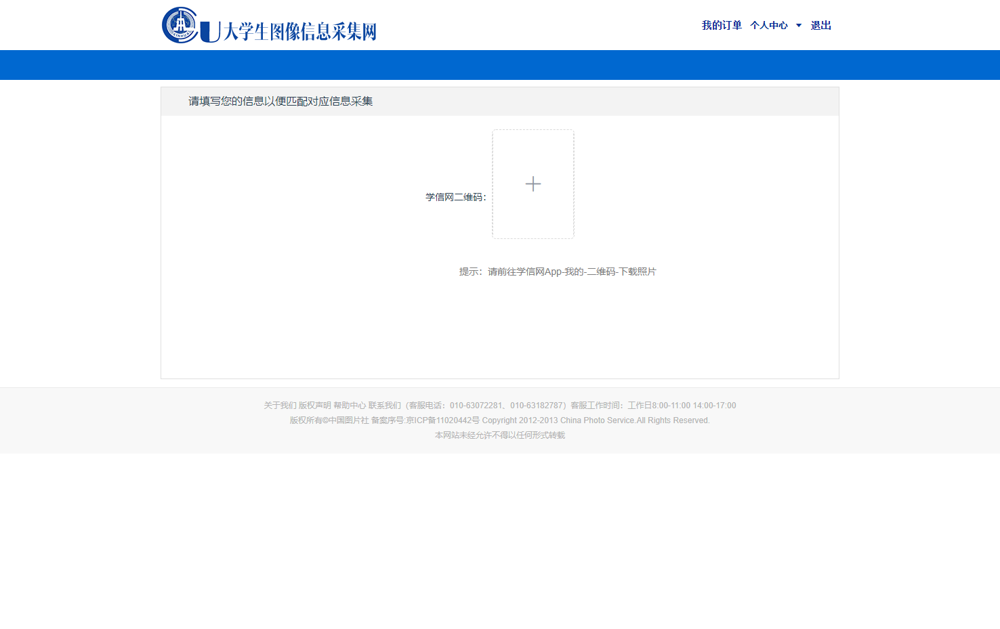 大学生图像信息采集网
我的订单 个人中心 退出
请填写您的信息以便匹配对应信息采集
学信网二维码：
提示：请前往学信网App-我的-二维码-下载照片
关于我们 版权声明 帮助中心 联系我们（客服电话：010-63072281、010-63182787）客服工作时间：工作日8:00-11:00 14:00-17:00
版权所有©中国图片社 备案序号:京ICP备11020442号 Copyright 2012-2013 China Photo Service.All Rights Reserved.
本网站未经允许不得以任何形式转载